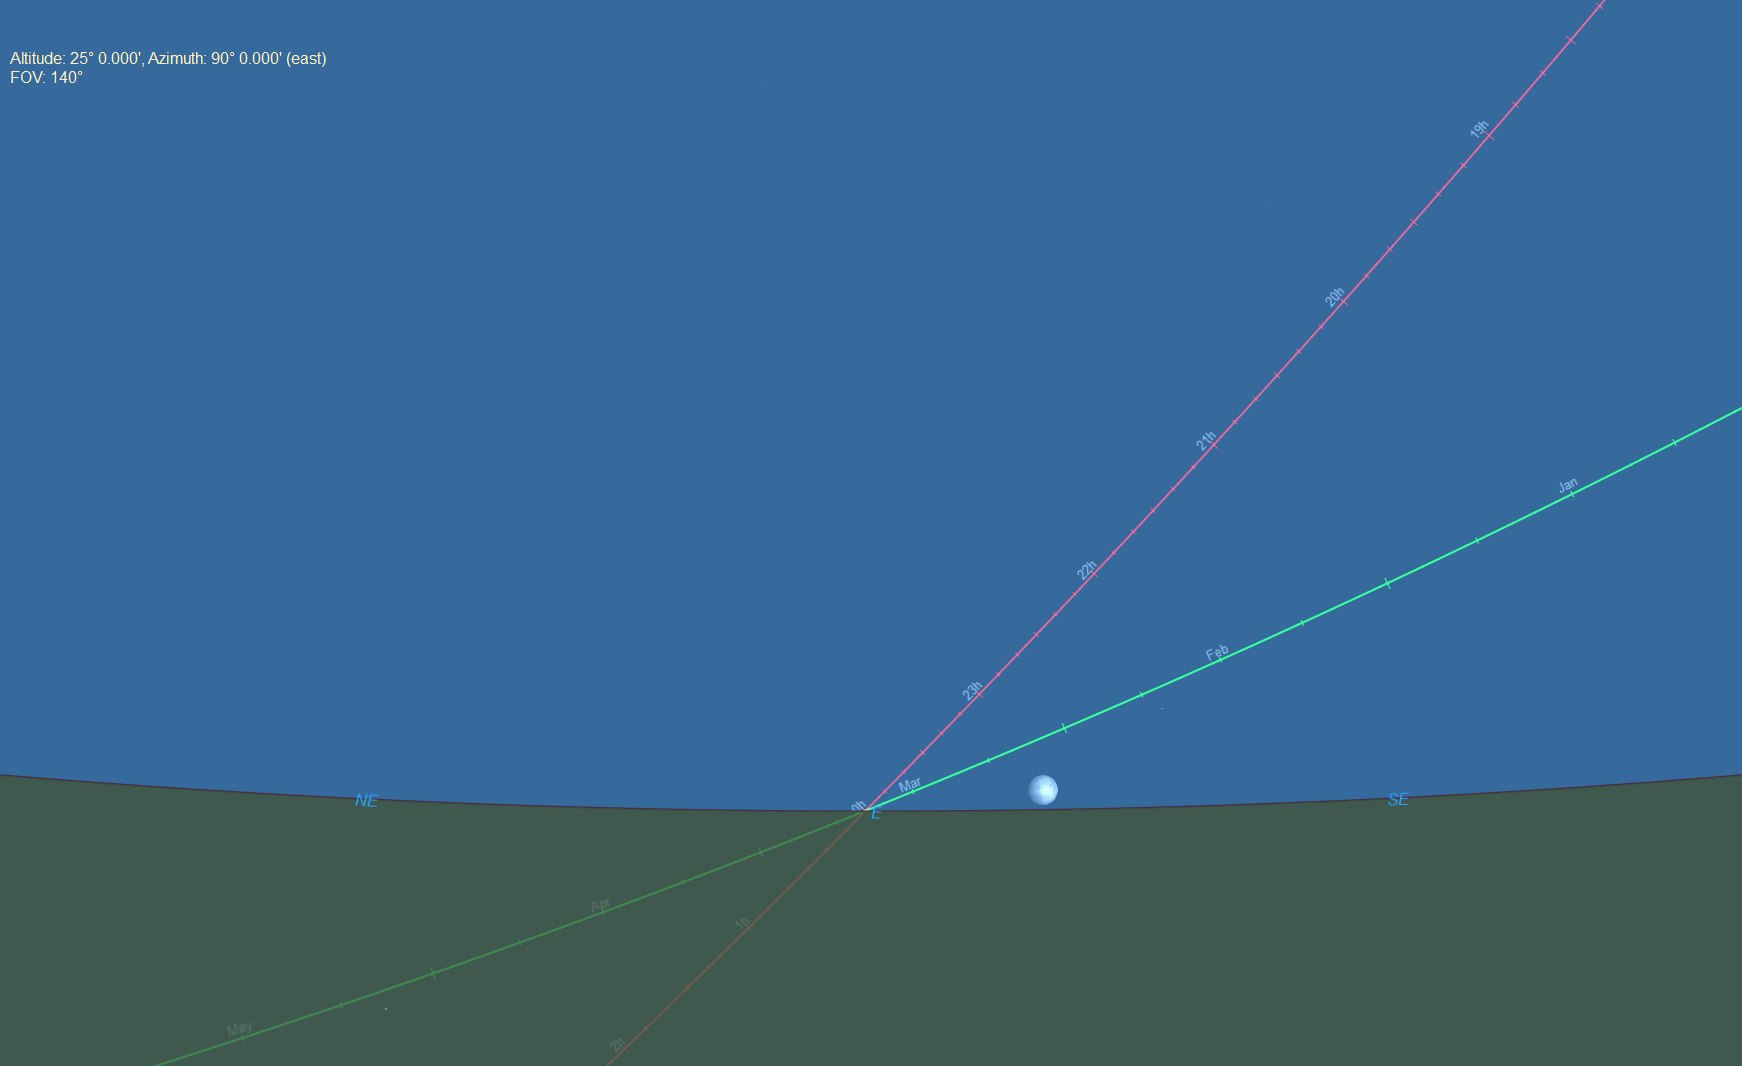 Altitude: 25° 0.000', Azimuth: 90° 0.000' (east)
FOV: 140°
19h
20h
21h
Jan
22h
Feb
23h
Mar
0h
NE
E
SE
Apr
1h
May
2h